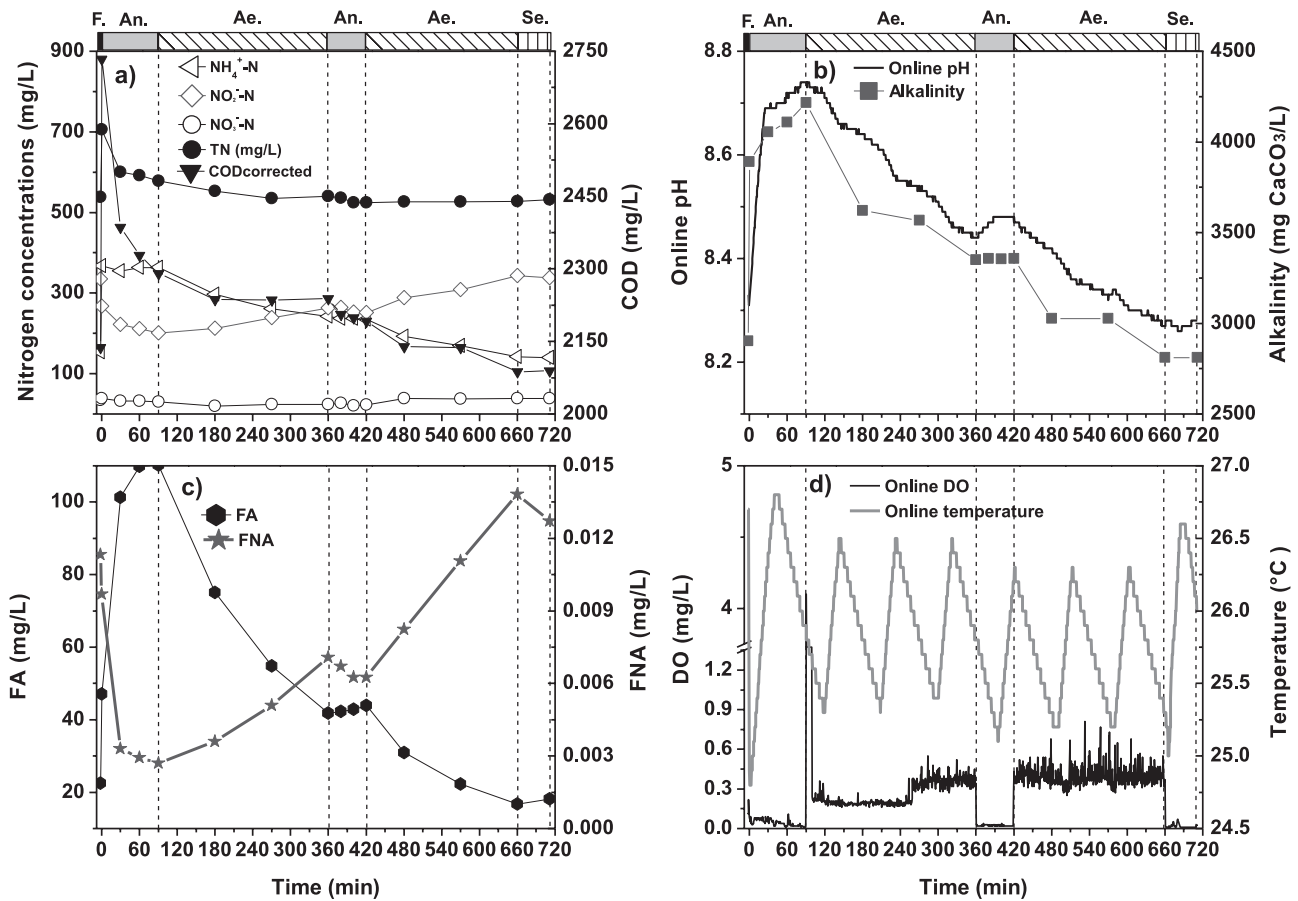 F. An. Ae. An. Ae. Se.
a)
NH₄⁺-N
NO₂⁻-N
NO₃⁻-N
TN (mg/L)
CODcorrected
Nitrogen concentrations (mg/L)
900
700
500
300
100
COD (mg/L)
2750
2600
2450
2300
2150
2000
0 60 120 180 240 300 360 420 480 540 600 660 720
F. An. Ae. An. Ae. Se.
b)
Online pH
Alkalinity
Online pH
8.8
8.6
8.4
8.2
Alkalinity (mg CaCO₃/L)
4500
4000
3500
3000
2500
0 60 120 180 240 300 360 420 480 540 600 660 720
c)
FA
FNA
FA (mg/L)
100
80
60
40
20
FNA (mg/L)
0.015
0.012
0.009
0.006
0.003
0.000
0 60 120 180 240 300 360 420 480 540 600 660 720
Time (min)
d)
Online DO
Online temperature
DO (mg/L)
5
4
1.2
0.9
0.6
0.3
0.0
Temperature (°C)
27.0
26.5
26.0
25.5
25.0
24.5
0 60 120 180 240 300 360 420 480 540 600 660 720
Time (min)